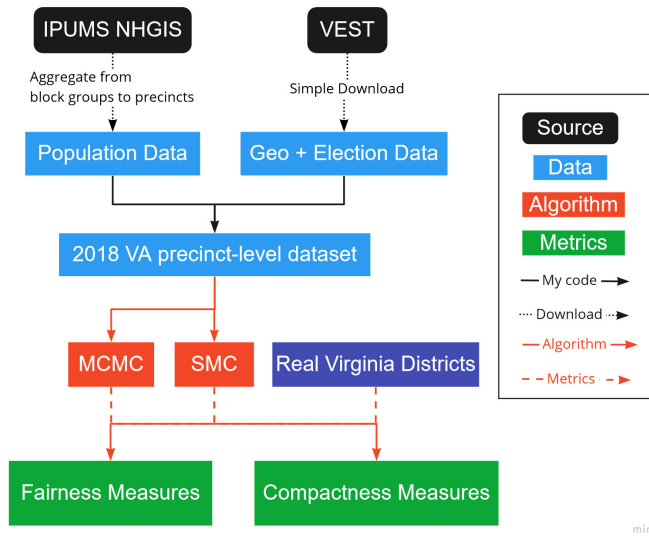 IPUMS NHGIS
VEST
Aggregate from
block groups to precincts
Simple Download
Population Data
Geo + Election Data
2018 VA precinct-level dataset
MCMC
SMC
Real Virginia Districts
Fairness Measures
Compactness Measures
Source
Data
Algorithm
Metrics
My code
Download
Algorithm
Metrics